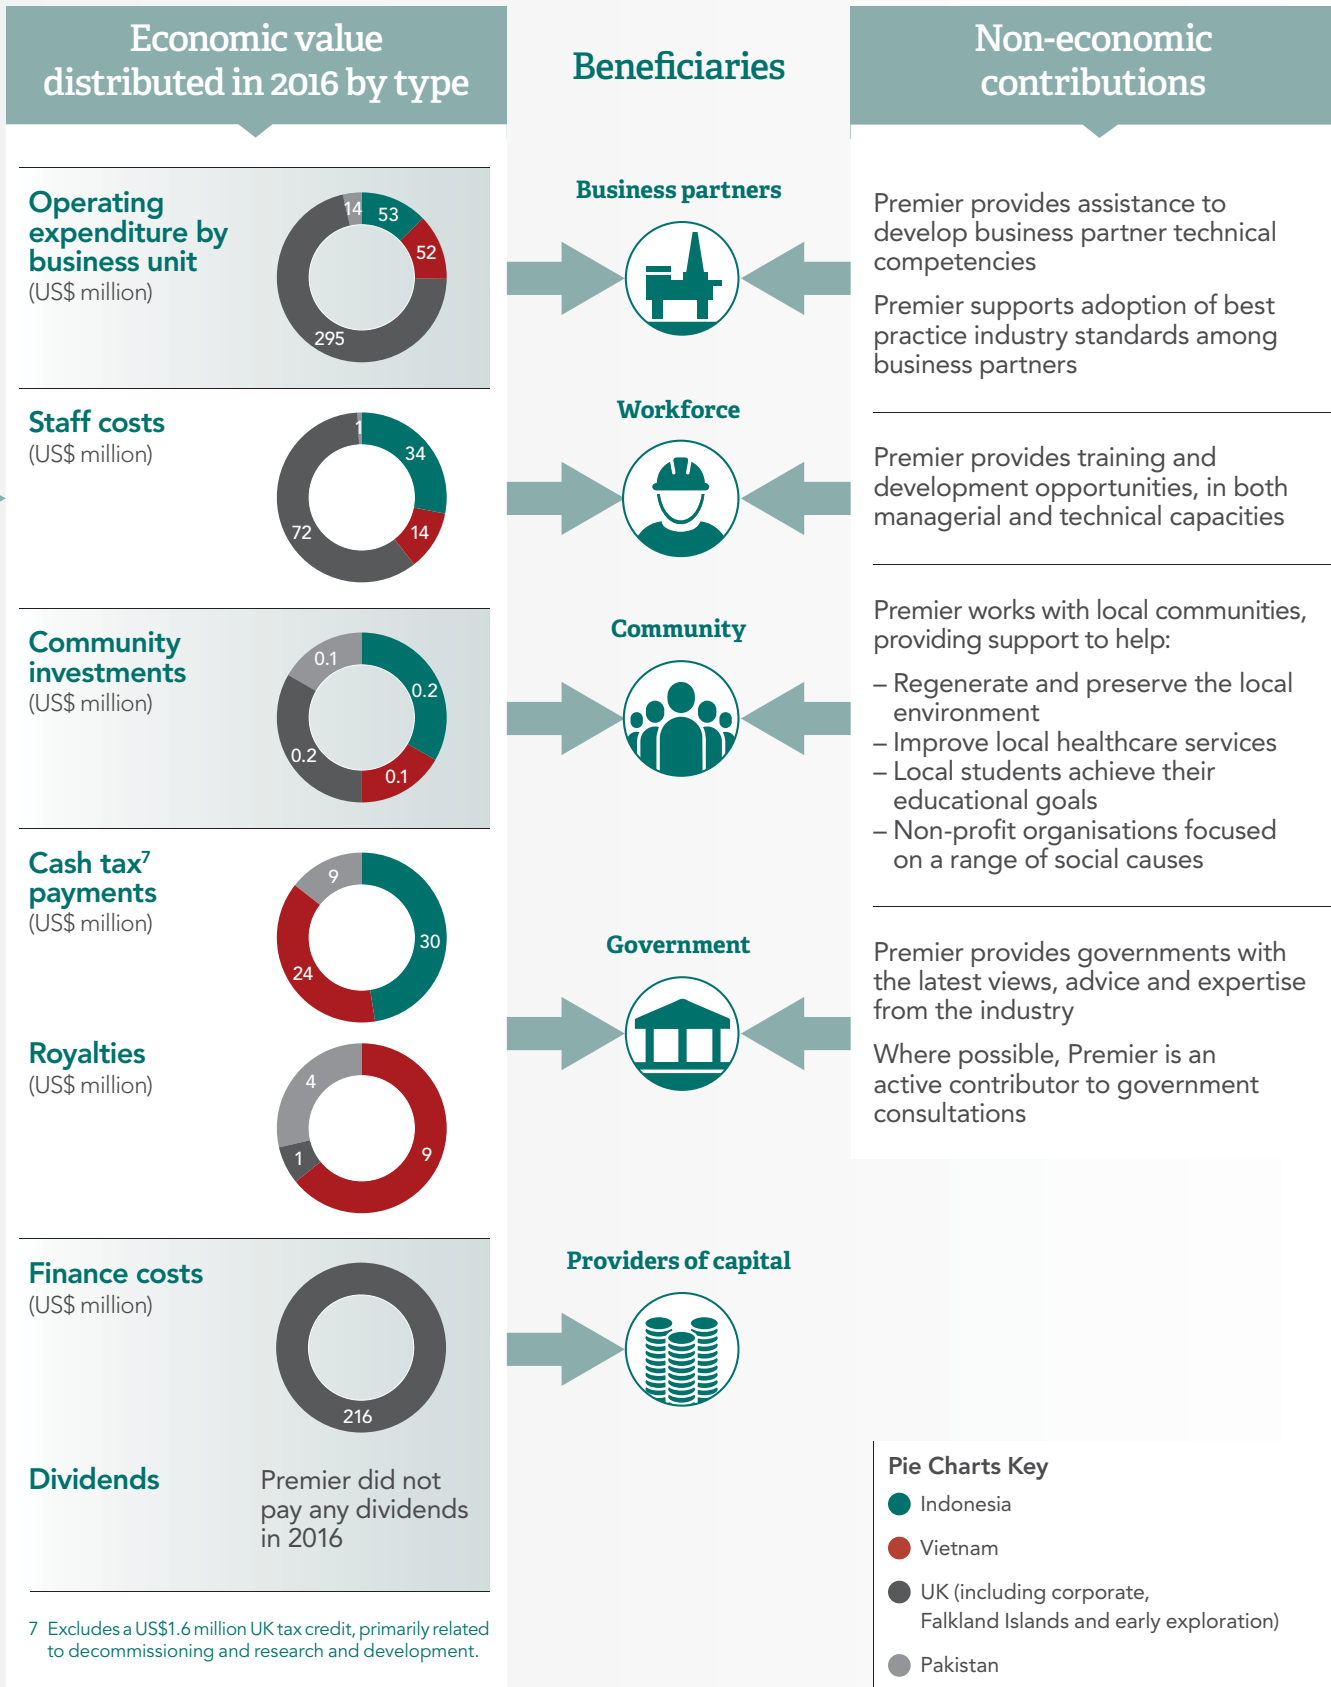 Economic value
distributed in 2016 by type
Operating
expenditure by
business unit
(US$ million)
14
53
52
295
Staff costs
(US$ million)
1
34
14
72
Community
investments
(US$ million)
0.1
0.2
0.2
0.1
Cash tax7
payments
(US$ million)
9
30
24
Royalties
(US$ million)
4
1
9
Finance costs
(US$ million)
216
Dividends
Premier did not
pay any dividends
in 2016
7 Excludes a US$1.6 million UK tax credit, primarily related
to decommissioning and research and development.
Beneficiaries
Business partners
Workforce
Community
Government
Providers of capital
Non-economic
contributions
Premier provides assistance to
develop business partner technical
competencies
Premier supports adoption of best
practice industry standards among
business partners
Premier provides training and
development opportunities, in both
managerial and technical capacities
Premier works with local communities,
providing support to help:
– Regenerate and preserve the local
environment
– Improve local healthcare services
– Local students achieve their
educational goals
– Non-profit organisations focused
on a range of social causes
Premier provides governments with
the latest views, advice and expertise
from the industry
Where possible, Premier is an
active contributor to government
consultations
Pie Charts Key
Indonesia
Vietnam
UK (including corporate,
Falkland Islands and early exploration)
Pakistan